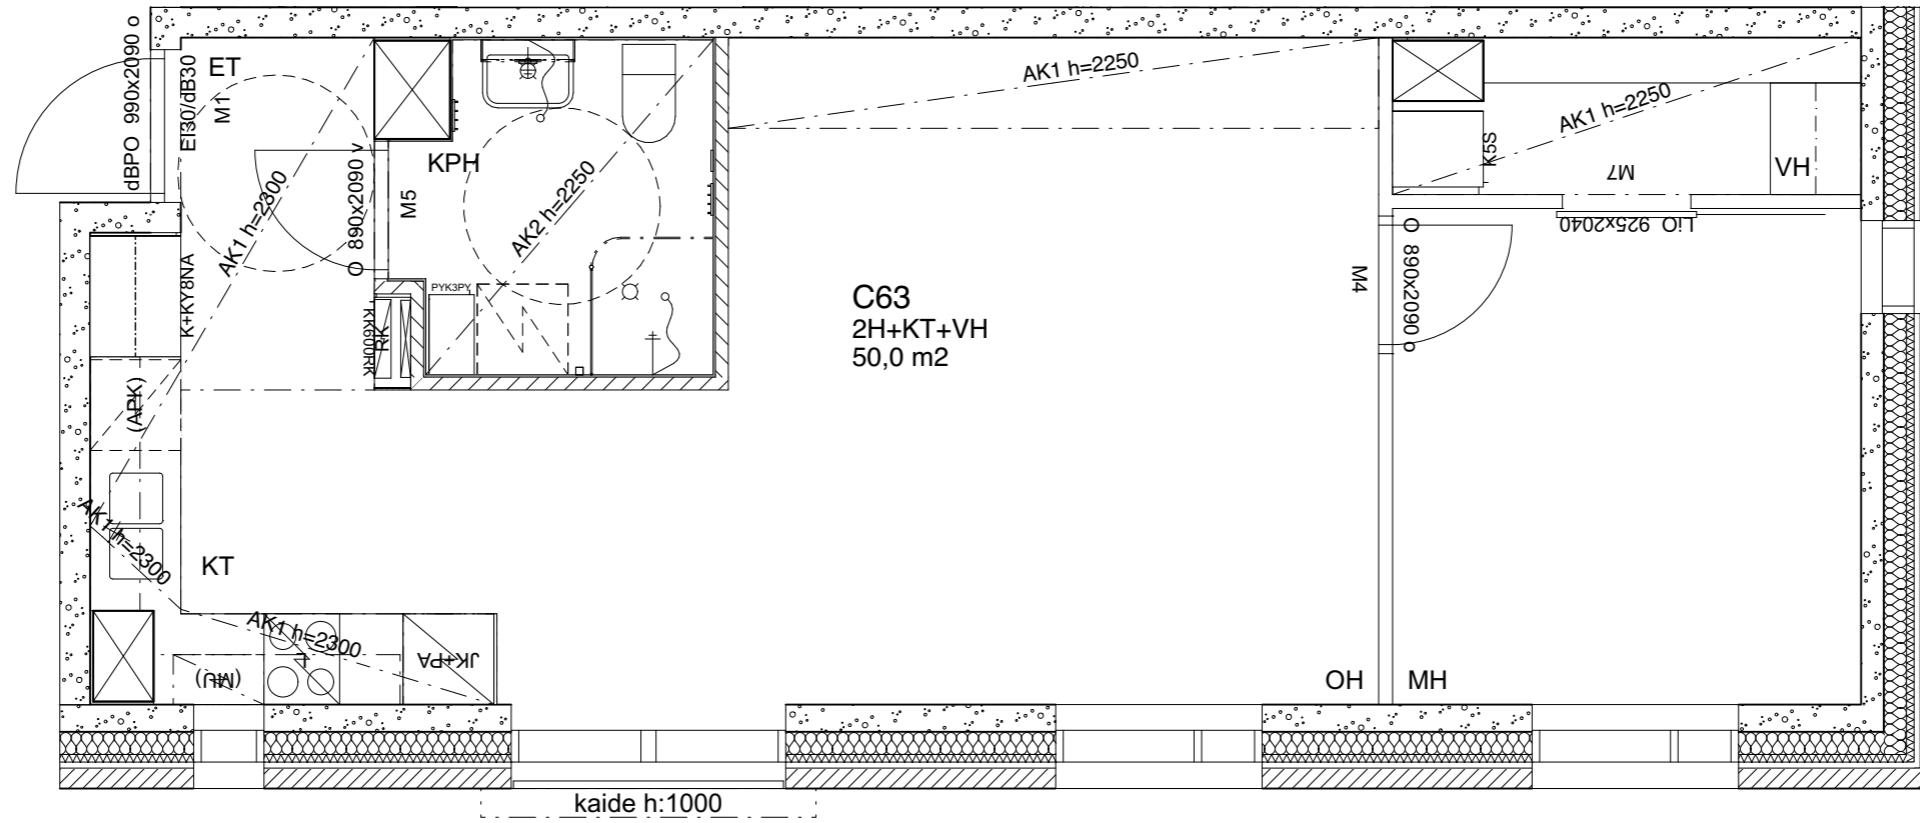 dBPO 990x2090 o
EI30/dB30
M1
ET
AK1 h=2300
O 890x2090 v
M5
KPH
AK2 h=2250
PYK3PY
KK600RK
RK
K+KY8NA
(APK)
AK1 h=2300
KT
AK1 h=2300
(MU)
L
JK+PA
C63
2H+KT+VH
50,0 m2
AK1 h=2250
AK1 h=2250
K5S
M7
VH
LiO 925x2040
O 890x2090 o
M4
OH
MH
kaide h:1000